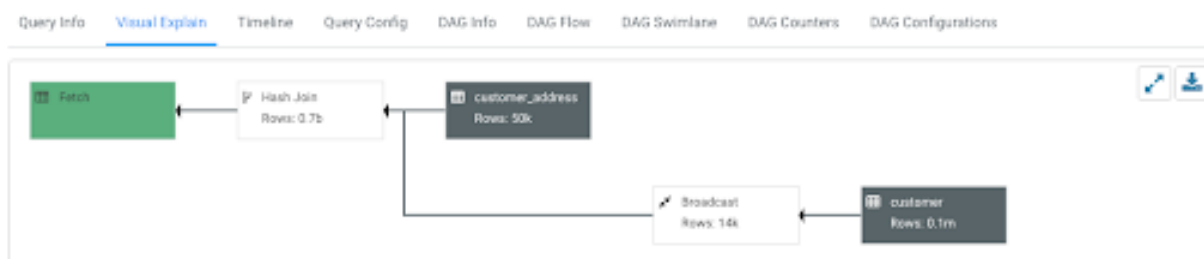 Query Info Visual Explain Timeline Query Config DAG Info DAG Flow DAG Swimlane DAG Counters DAG Configurations
Fetch
Hash Join
Rows: 0.7b
customer_address
Rows: 50k
Broadcast
Rows: 14k
customer
Rows: 0.1m